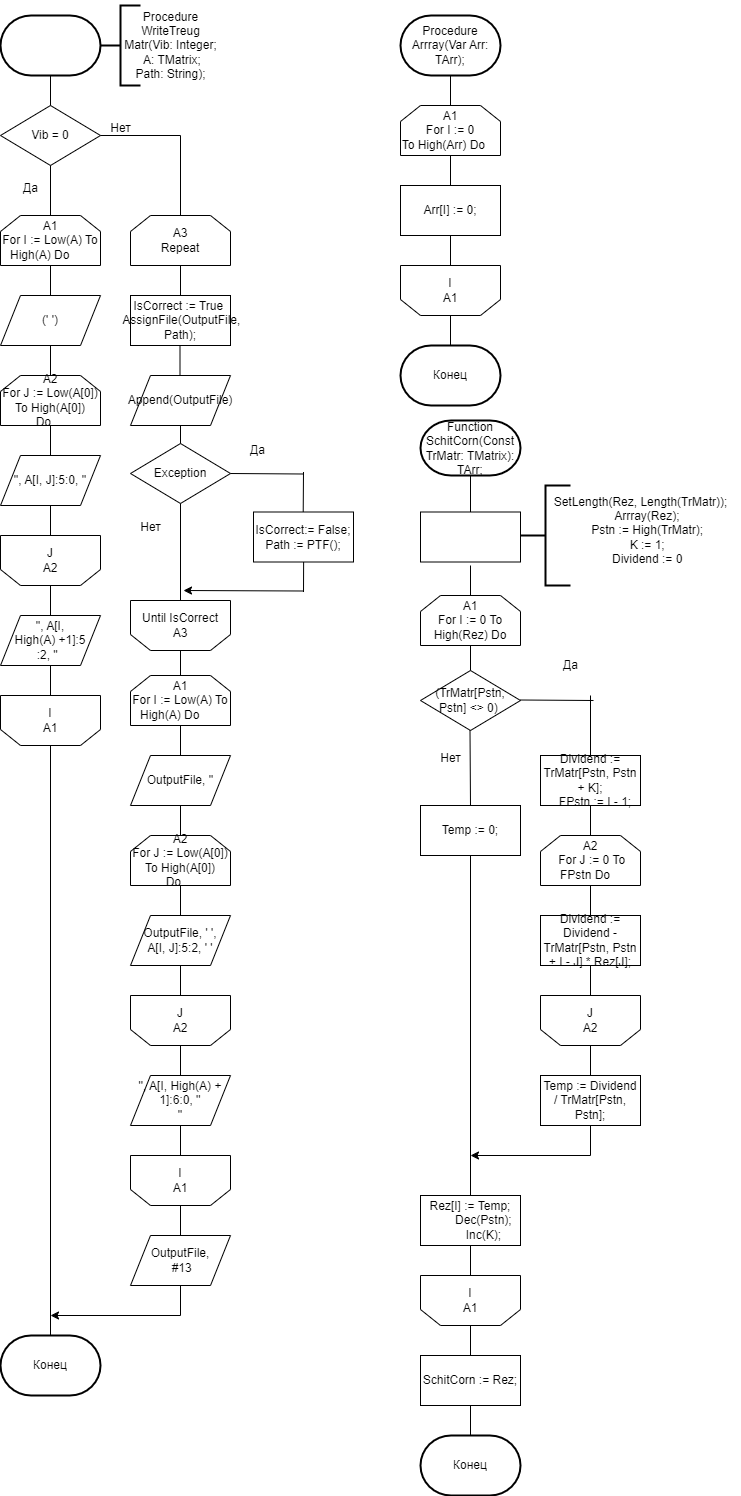 Procedure
WriteTreug
Matr(Vib: Integer;
A: TMatrix;
Path: String);
Vib = 0
Нет
Да
A1
For I := Low(A) To
High(A) Do
(' ')
A2
For J := Low(A[0])
To High(A[0])
Do
", A[I, J]:5:0, "
J
A2
", A[I,
High(A) +1]:5
:2, "
I
A1
A3
Repeat
IsCorrect := True
AssignFile(OutputFile,
Path);
Append(OutputFile)
Exception
Да
Нет
IsCorrect:= False;
Path := PTF();
Until IsCorrect
A3
A1
For I := Low(A) To
High(A) Do
OutputFile, "
A2
For J := Low(A[0])
To High(A[0])
Do
OutputFile, ' ',
A[I, J]:5:2, ' '
J
A2
", A[I, High(A) +
1]:6:0, "
"
I
A1
OutputFile,
#13
Конец
Procedure
Arrray(Var Arr:
TArr);
A1
For I := 0
To High(Arr) Do
Arr[I] := 0;
I
A1
Конец
Function
SchitCorn(Const
TrMatr: TMatrix):
TArr;
SetLength(Rez, Length(TrMatr));
Arrray(Rez);
Pstn := High(TrMatr);
K := 1;
Dividend := 0
A1
For I := 0 To
High(Rez) Do
(TrMatr[Pstn,
Pstn] <> 0)
Да
Нет
Temp := 0;
Dividend :=
TrMatr[Pstn, Pstn
+ K];
FPstn := I - 1;
A2
For J := 0 To
FPstn Do
Dividend :=
Dividend -
TrMatr[Pstn, Pstn
+ I - J] * Rez[J];
J
A2
Temp := Dividend
/ TrMatr[Pstn,
Pstn];
Rez[I] := Temp;
Dec(Pstn);
Inc(K);
I
A1
SchitCorn := Rez;
Конец